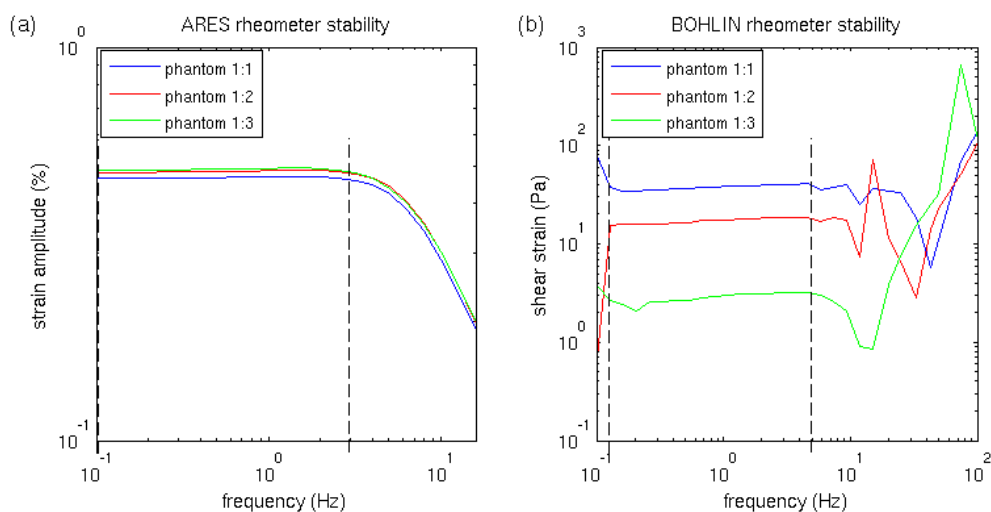 (a) ARES rheometer stability
10^0
phantom 1:1
phantom 1:2
phantom 1:3
strain amplitude (%)
10^-1
10^-1 10^0 10^1
frequency (Hz)
(b) BOHLIN rheometer stability
10^3
phantom 1:1
phantom 1:2
phantom 1:3
10^2
10^1
shear strain (Pa)
10^0
10^-1
10^-1 10^0 10^1 10^2
frequency (Hz)